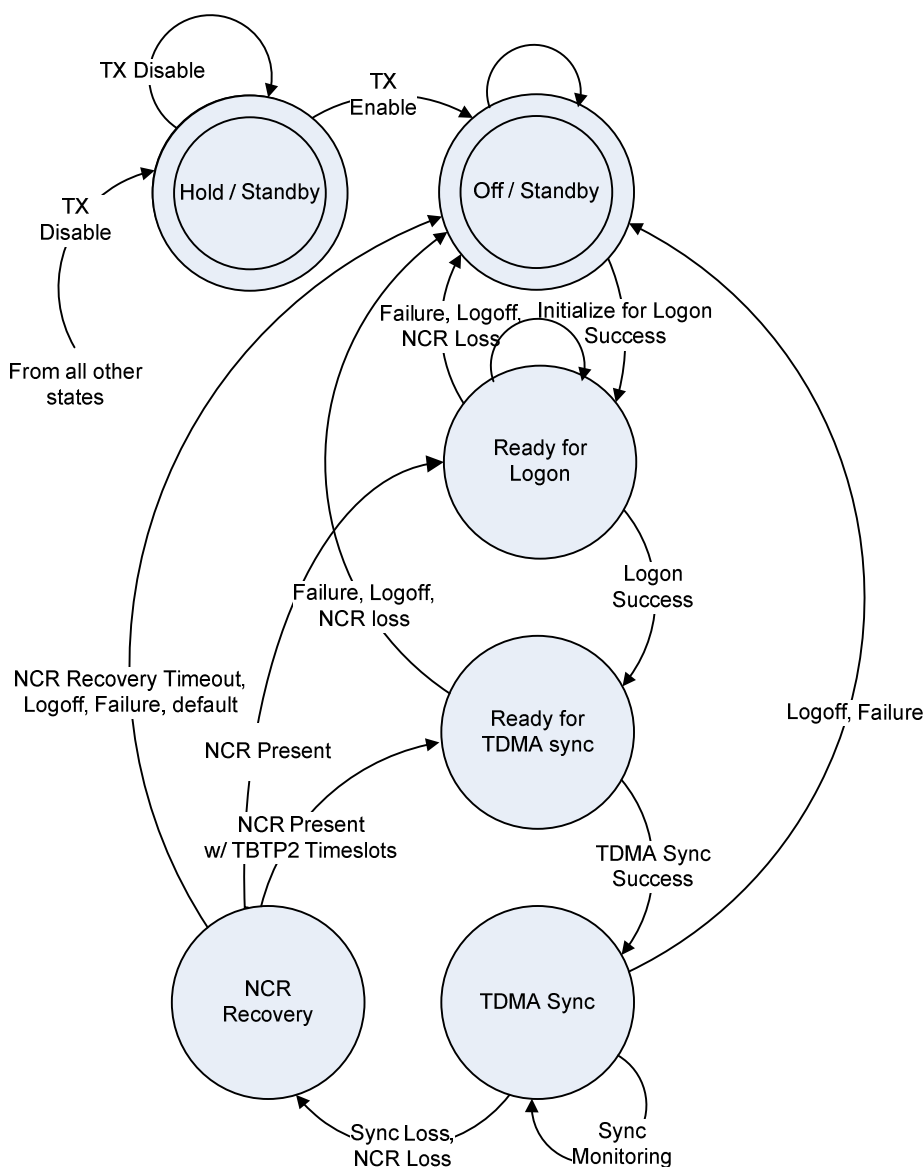 TX Disable
TX
Enable
Hold / Standby
Off / Standby
TX
Disable
From all other
states
Failure, Logoff,
NCR Loss
Initialize for Logon
Success
Ready for
Logon
Logon
Success
Failure, Logoff,
NCR loss
NCR Recovery Timeout,
Logoff, Failure, default
NCR Present
Ready for
TDMA sync
Logoff, Failure
NCR Present
w/ TBTP2 Timeslots
TDMA Sync
Success
NCR
Recovery
TDMA Sync
Sync Loss,
NCR Loss
Sync
Monitoring